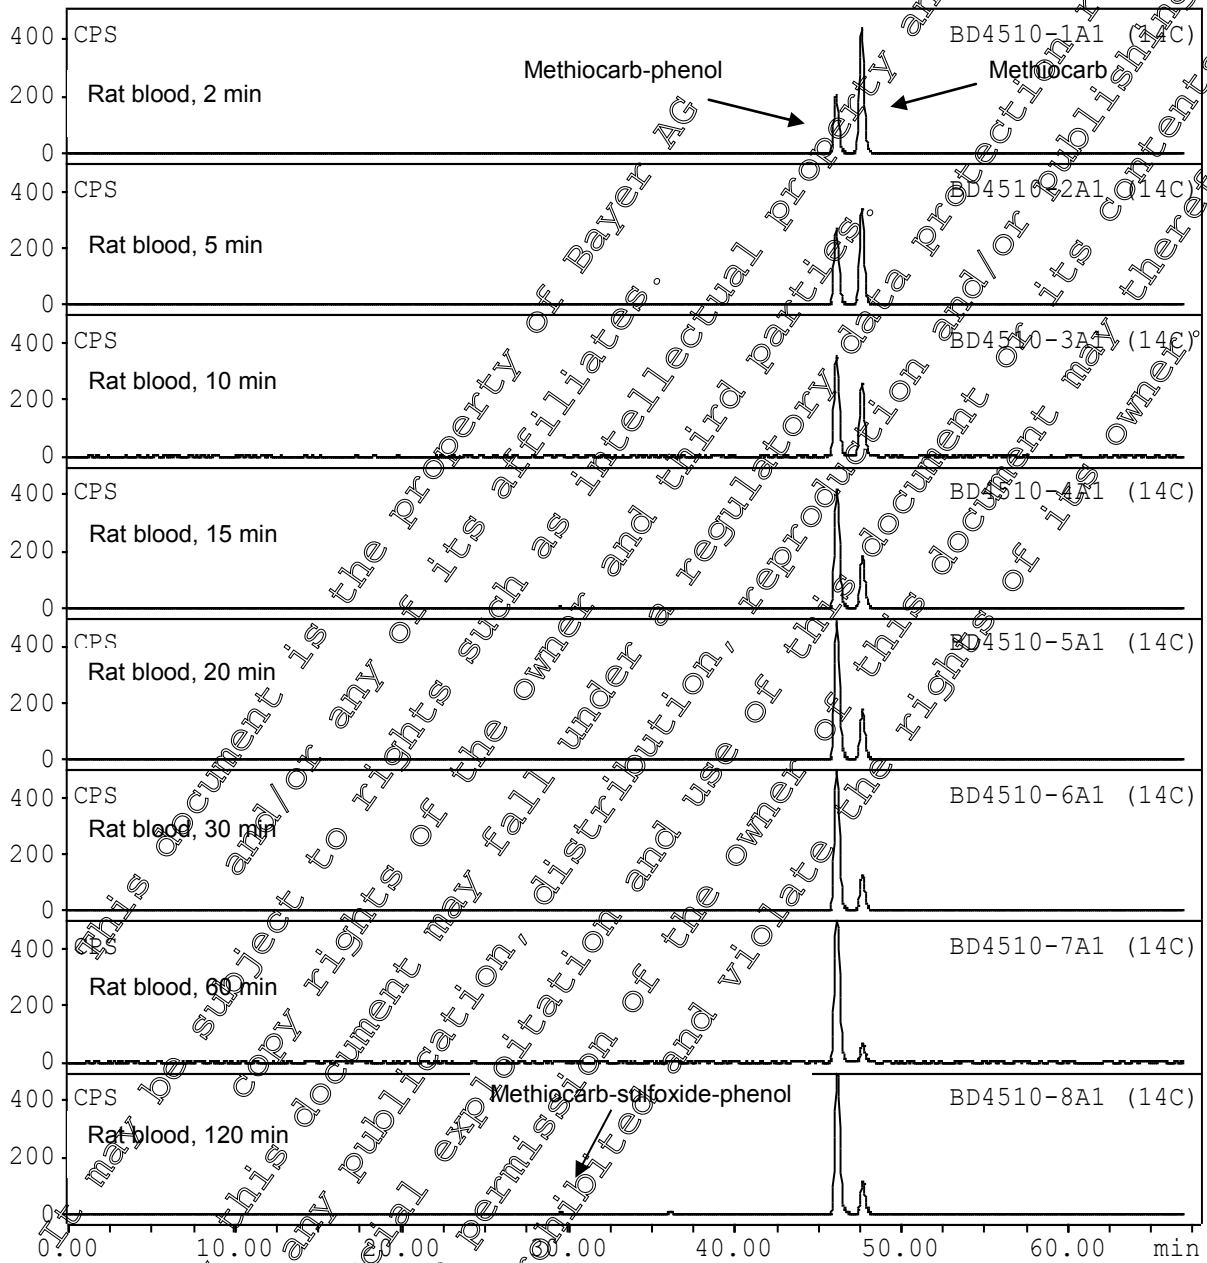 400 CPS BD4510-1A1 (14C)
Methiocarb-phenol Methiocarb
Rat blood, 2 min
200
0
400 CPS BD4510-2A1 (14C)
Rat blood, 5 min
200
0
400 CPS BD4510-3A1 (14C)
Rat blood, 10 min
200
0
400 CPS BD4510-4A1 (14C)
Rat blood, 15 min
200
0
400 CPS BD4510-5A1 (14C)
Rat blood, 20 min
200
0
400 CPS BD4510-6A1 (14C)
Rat blood, 30 min
200
0
400 CPS BD4510-7A1 (14C)
Rat blood, 60 min
200
0
Methiocarb-sulfoxide-phenol
400 CPS BD4510-8A1 (14C)
Rat blood, 120 min
200
0
0.00 10.00 20.00 30.00 40.00 50.00 60.00 min
This document is the property of Bayer AG
and/or any of its affiliates.
It may be subject to rights such as intellectual property and
copy rights of the owner and third parties.
this document may fall under a regulatory data protection
any publication, distribution, reproduction and/or publishing
exploitation and use of this document or its contents
permission of the owner of this document may
and violate the rights of its owner.